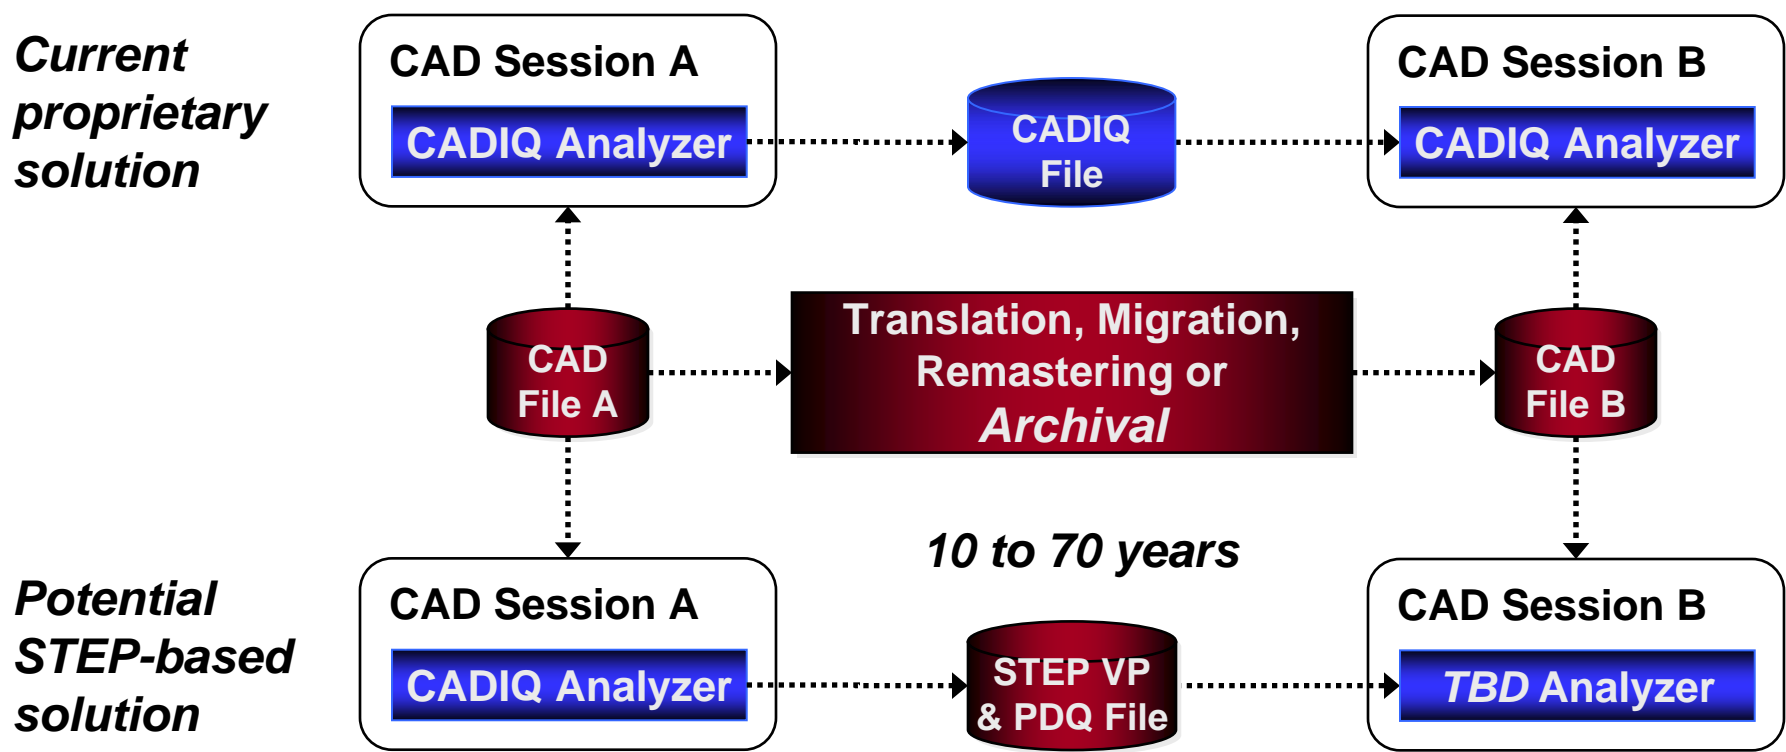 Current
proprietary
solution
CAD Session A
CADIQ Analyzer
CADIQ
File
CAD Session B
CADIQ Analyzer
CAD
File A
Translation, Migration,
Remastering or
Archival
CAD
File B
10 to 70 years
Potential
STEP-based
solution
CAD Session A
CADIQ Analyzer
STEP VP
& PDQ File
CAD Session B
TBD Analyzer